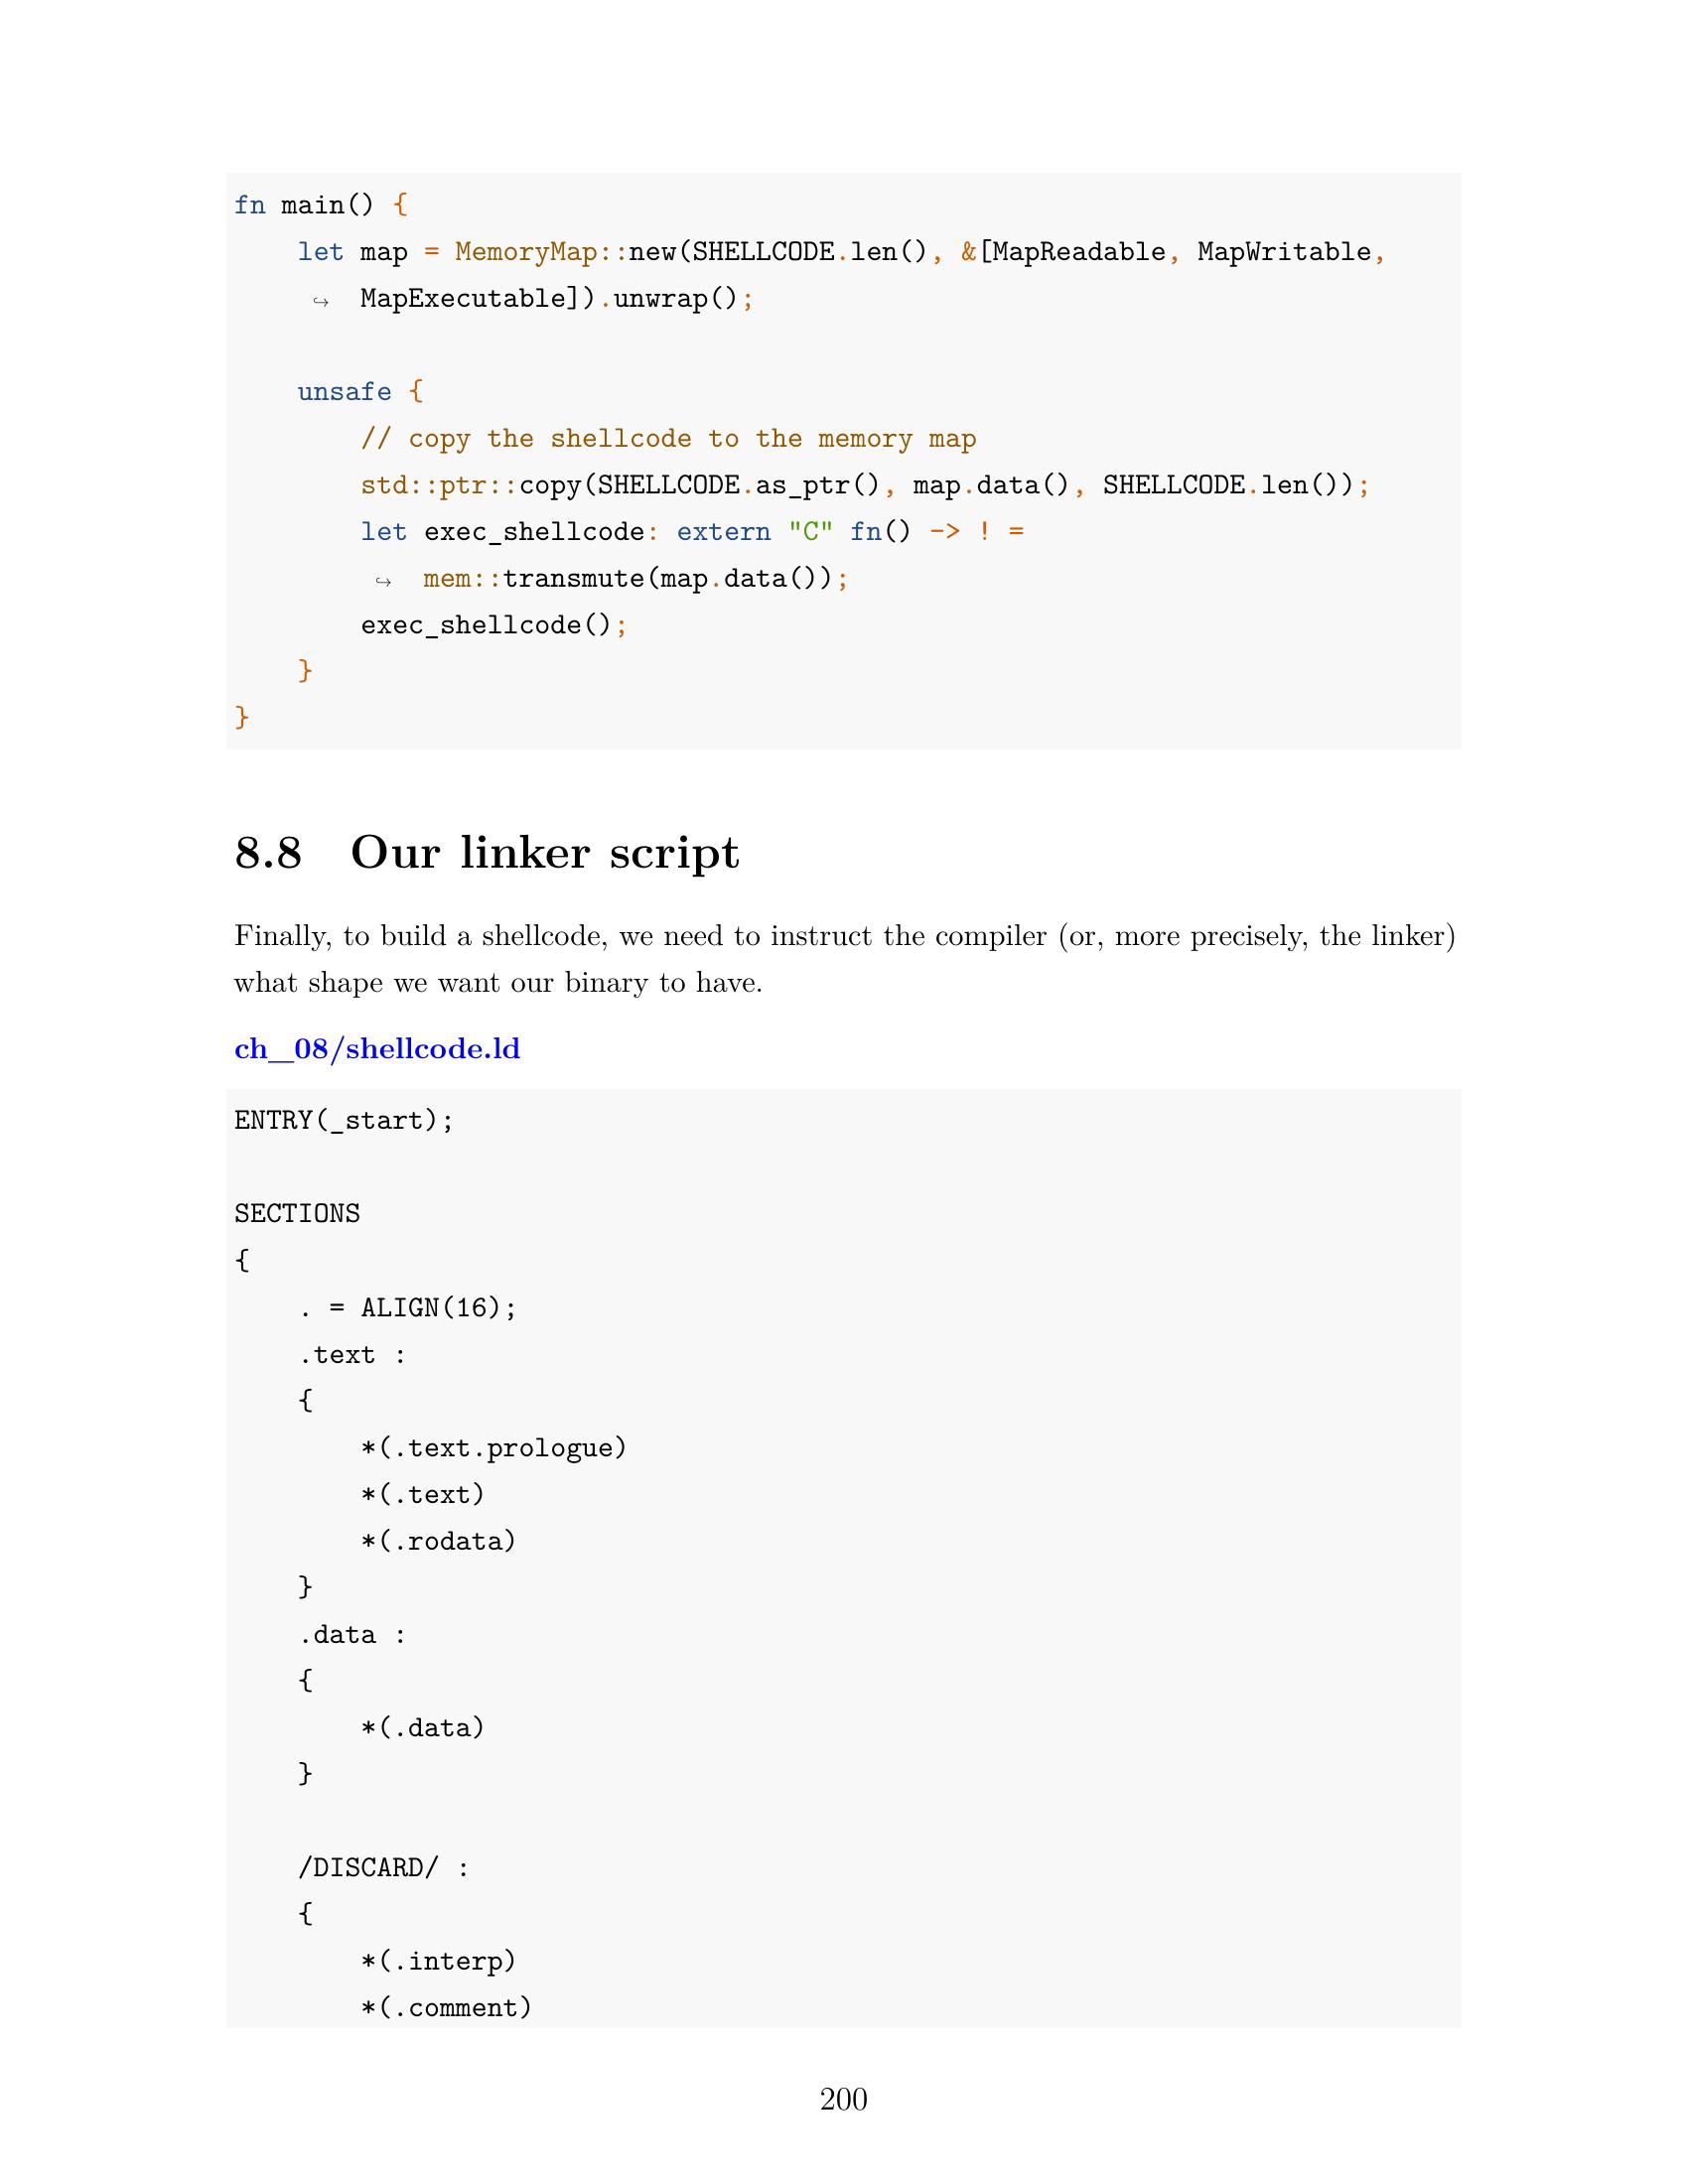 fn main() {
    let map = MemoryMap::new(SHELLCODE.len(), &[MapReadable, MapWritable,
     ↪  MapExecutable]).unwrap();

    unsafe {
        // copy the shellcode to the memory map
        std::ptr::copy(SHELLCODE.as_ptr(), map.data(), SHELLCODE.len());
        let exec_shellcode: extern "C" fn() -> ! =
         ↪  mem::transmute(map.data());
        exec_shellcode();
    }
}
8.8 Our linker script
Finally, to build a shellcode, we need to instruct the compiler (or, more precisely, the linker)
what shape we want our binary to have.
ch_08/shellcode.ld
ENTRY(_start);

SECTIONS
{
    . = ALIGN(16);
    .text :
    {
        *(.text.prologue)
        *(.text)
        *(.rodata)
    }
    .data :
    {
        *(.data)
    }

    /DISCARD/ :
    {
        *(.interp)
        *(.comment)
200